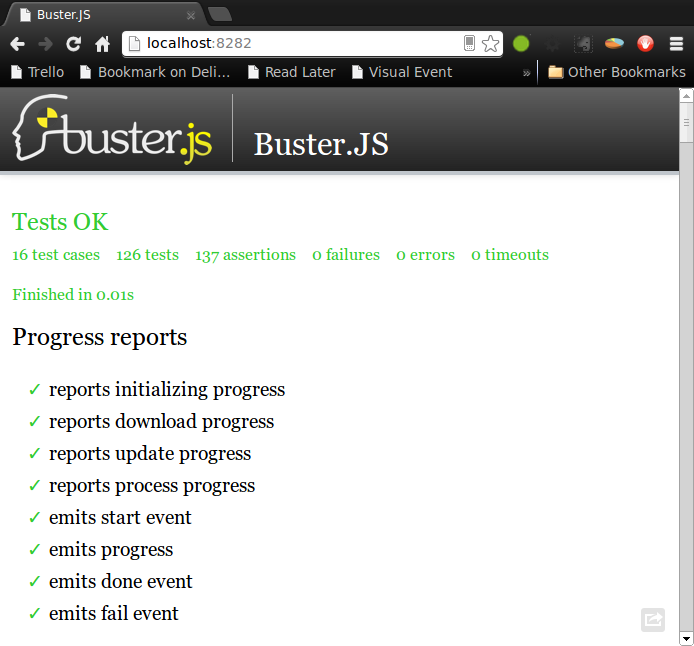 Buster.JS
localhost:8282
Trello Bookmark on Deli... Read Later Visual Event » Other Bookmarks
buster.js Buster.JS
Tests OK
16 test cases 126 tests 137 assertions 0 failures 0 errors 0 timeouts
Finished in 0.01s
Progress reports
✓ reports initializing progress
✓ reports download progress
✓ reports update progress
✓ reports process progress
✓ emits start event
✓ emits progress
✓ emits done event
✓ emits fail event